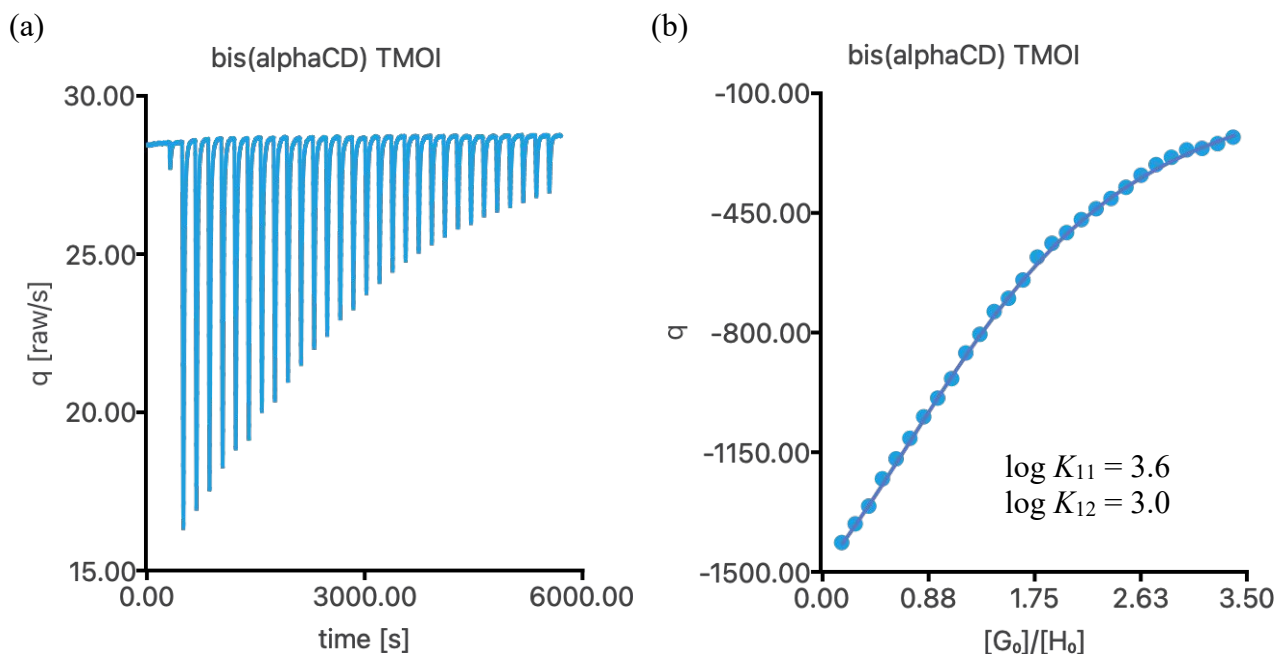 (a)
bis(alphaCD) TMOI
30.00
25.00
20.00
15.00
q [raw/s]
0.00 3000.00 6000.00
time [s]
(b)
bis(alphaCD) TMOI
-100.00
-450.00
-800.00
-1150.00
-1500.00
q
log K₁₁ = 3.6
log K₁₂ = 3.0
0.00 0.88 1.75 2.63 3.50
[G₀]/[H₀]